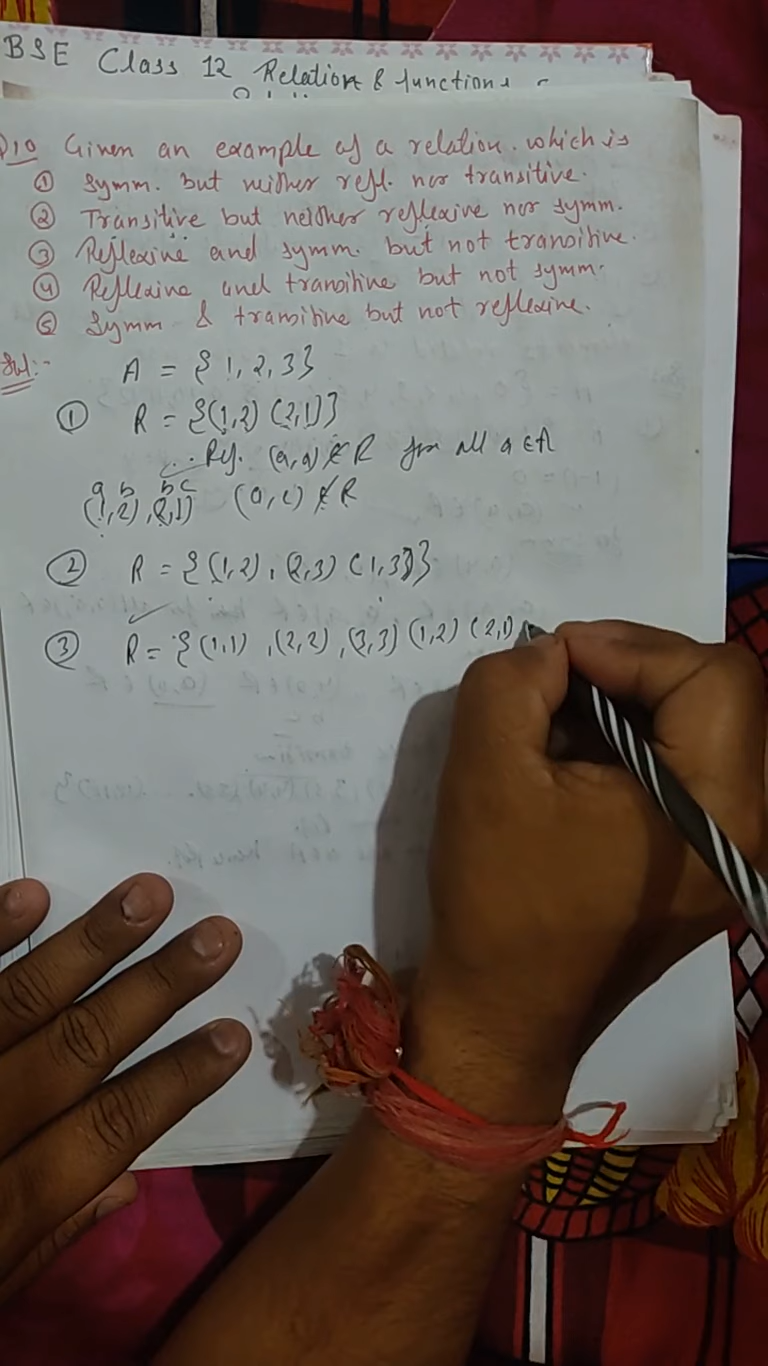 BSE Class 12 Relation & functions
Q10 Given an example of a relation. which is
① Symm. but neither refl. nor transitive.
② Transitive but neither reflexive nor symm.
③ Reflexive and symm. but not transitive.
④ Reflexive and transitive but not symm.
⑤ Symm & transitive but not reflexive.
Sol:- A = {1,2,3}
① R = {(1,2) (2,1)}
Ref. (a,a) ∉ R for all a ∈ A
a b b c
(1,2), (2,1) (a,c) ∉ R
② R = {(1,2), (2,3) (1,3)}
③ R = {(1,1), (2,2), (3,3) (1,2) (2,1)